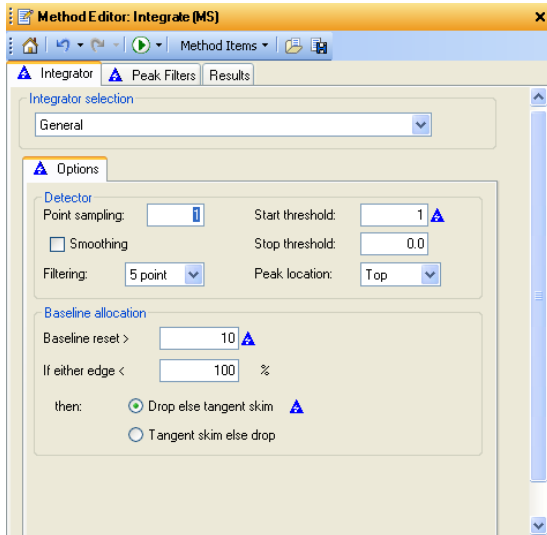 Method Editor: Integrate (MS)
Method Items
Integrator Peak Filters Results
Integrator selection
General
Options
Detector
Point sampling: 1 Start threshold: 1
Smoothing Stop threshold: 0.0
Filtering: 5 point Peak location: Top
Baseline allocation
Baseline reset > 10
If either edge < 100 %
then: Drop else tangent skim
Tangent skim else drop